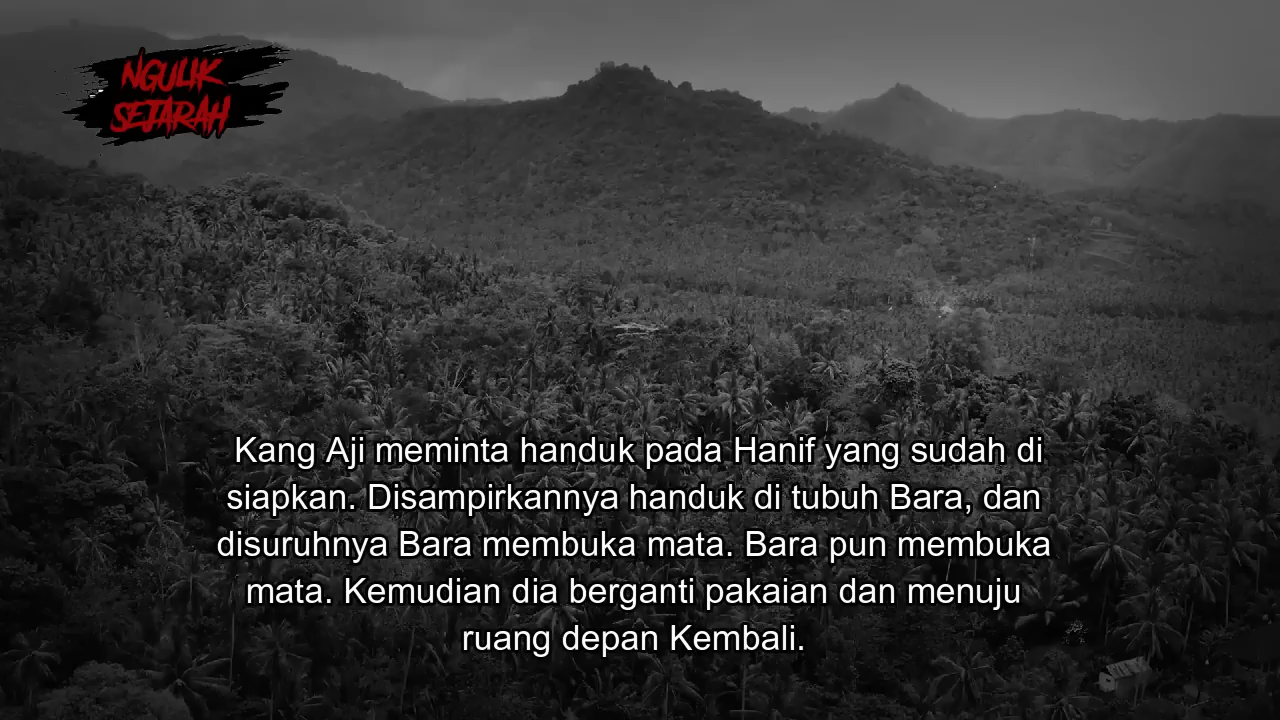 NGULIK
SEJARAH
Kang Aji meminta handuk pada Hanif yang sudah di
siapkan. Disampirkannya handuk di tubuh Bara, dan
disuruhnya Bara membuka mata. Bara pun membuka
mata. Kemudian dia berganti pakaian dan menuju
ruang depan Kembali.